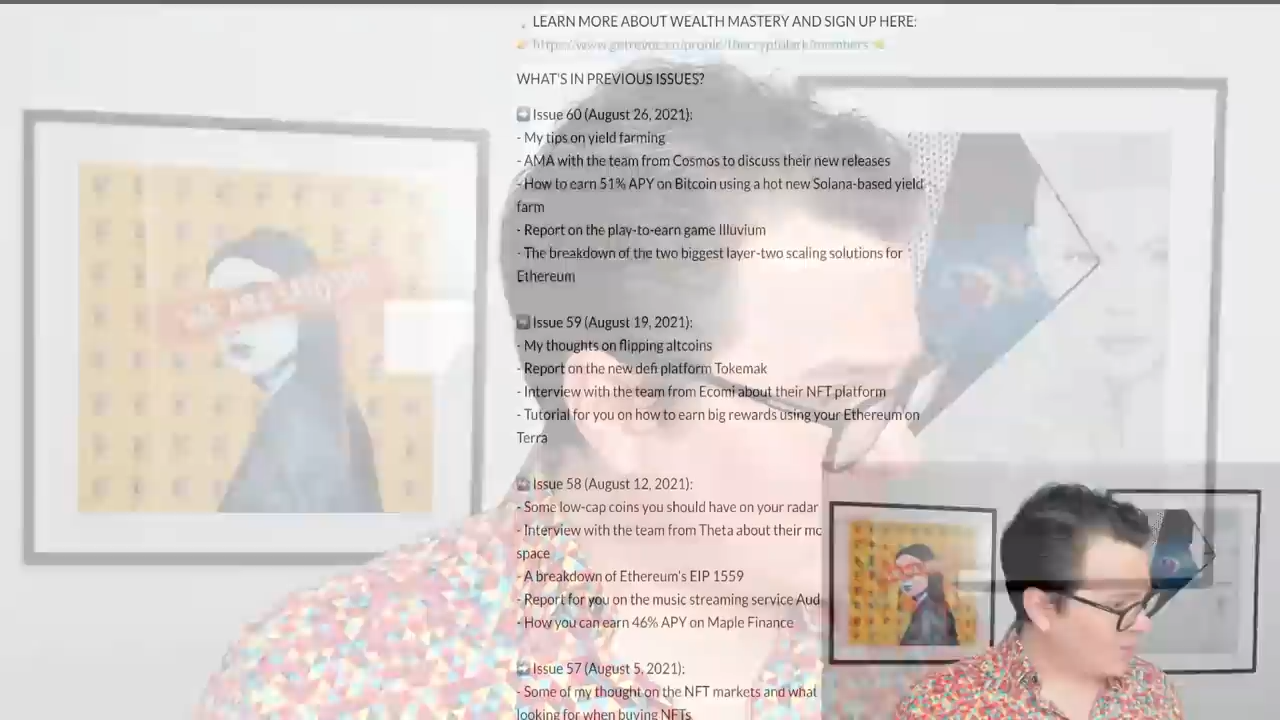 LEARN MORE ABOUT WEALTH MASTERY AND SIGN UP HERE:
WHAT'S IN PREVIOUS ISSUES?
Issue 60 (August 26, 2021):
- My tips on yield farming
- AMA with the team from Cosmos to discuss their new releases
- How to earn 51% APY on Bitcoin using a hot new Solana-based yield
farm
- Report on the play-to-earn game Illuvium
- The breakdown of the two biggest layer-two scaling solutions for
Ethereum
Issue 59 (August 19, 2021):
- My thoughts on flipping altcoins
- Report on the new defi platform Tokemak
- Interview with the team from Ecomi about their NFT platform
- Tutorial for you on how to earn big rewards using your Ethereum on
Terra
Issue 58 (August 12, 2021):
- Some low-cap coins you should have on your radar
- Interview with the team from Theta about their
space
- A breakdown of Ethereum's EIP 1559
- Report for you on the music streaming service Aud
- How you can earn 46% APY on Maple Finance
Issue 57 (August 5, 2021):
- Some of my thought on the NFT markets and what
looking for when buying NFTs